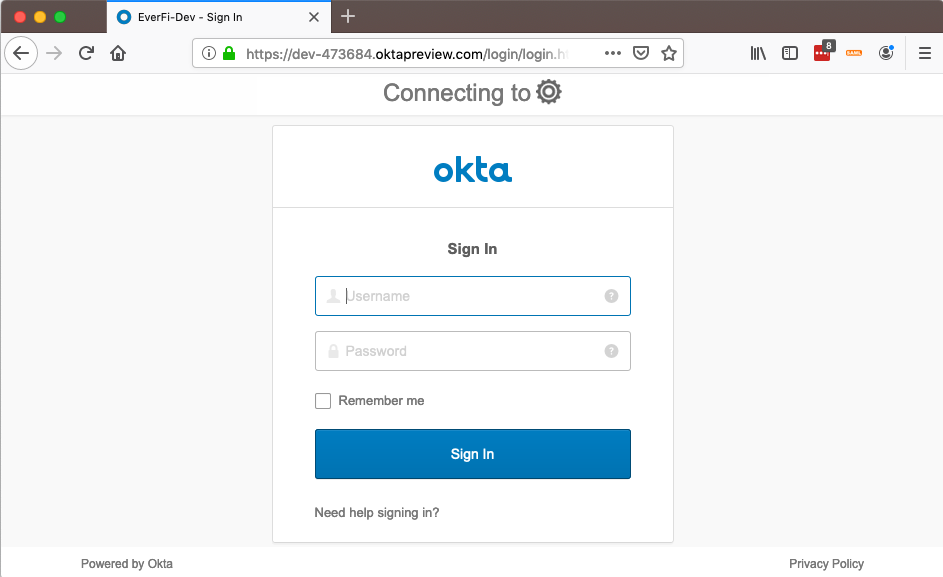 EverFi-Dev - Sign In
https://dev-473684.oktapreview.com/login/login.h
8
SAML
Connecting to
okta
Sign In
Username
?
Password
?
Remember me
Sign In
Need help signing in?
Powered by Okta
Privacy Policy